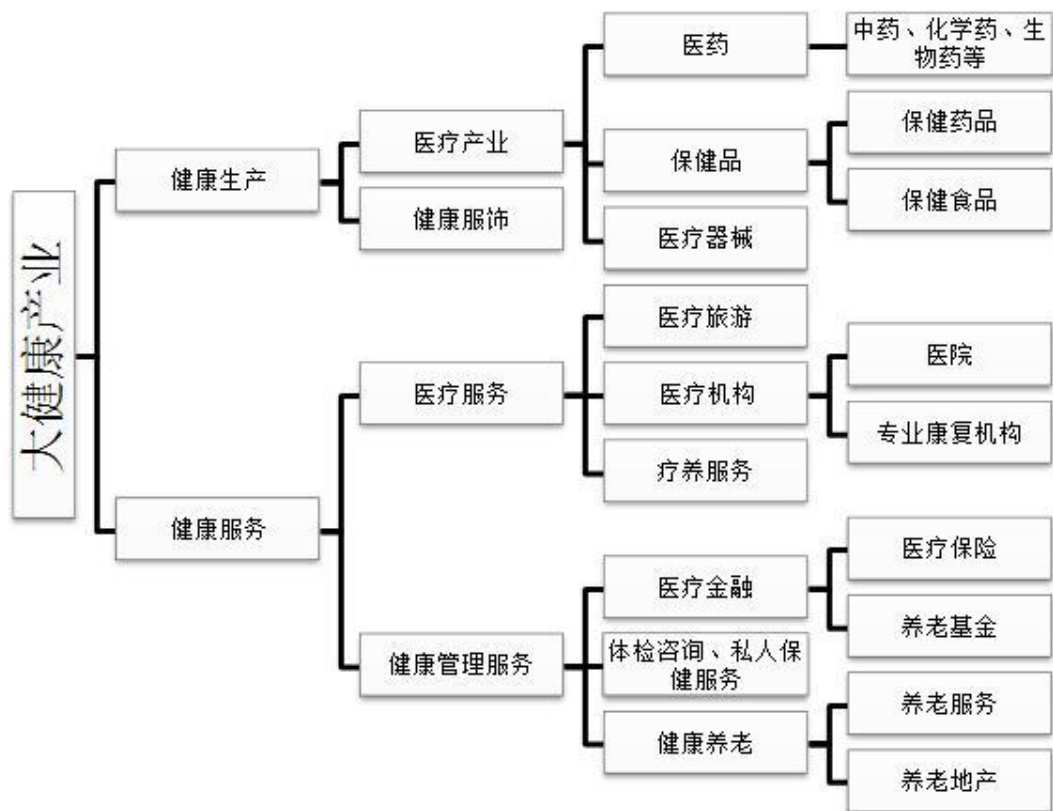 大健康产业
健康生产
医疗产业
医药
中药、化学药、生
物药等
保健品
保健药品
保健食品
医疗器械
健康服饰
健康服务
医疗服务
医疗旅游
医疗机构
医院
专业康复机构
疗养服务
健康管理服务
医疗金融
医疗保险
养老基金
体检咨询、私人保
健服务
健康养老
养老服务
养老地产